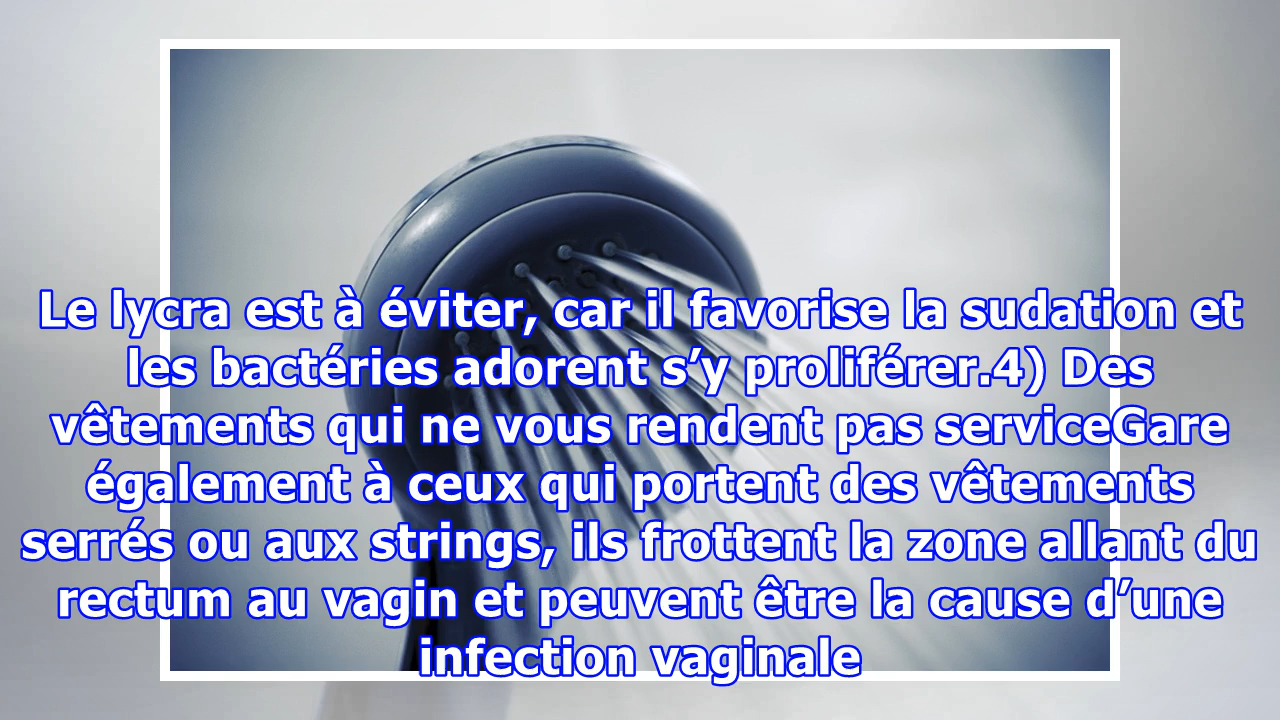 Le lycra est à éviter, car il favorise la sudation et
les bactéries adorent s’y proliférer.4) Des
vêtements qui ne vous rendent pas serviceGare
également à ceux qui portent des vêtements
serrés ou aux strings, ils frottent la zone allant du
rectum au vagin et peuvent être la cause d’une
infection vaginale